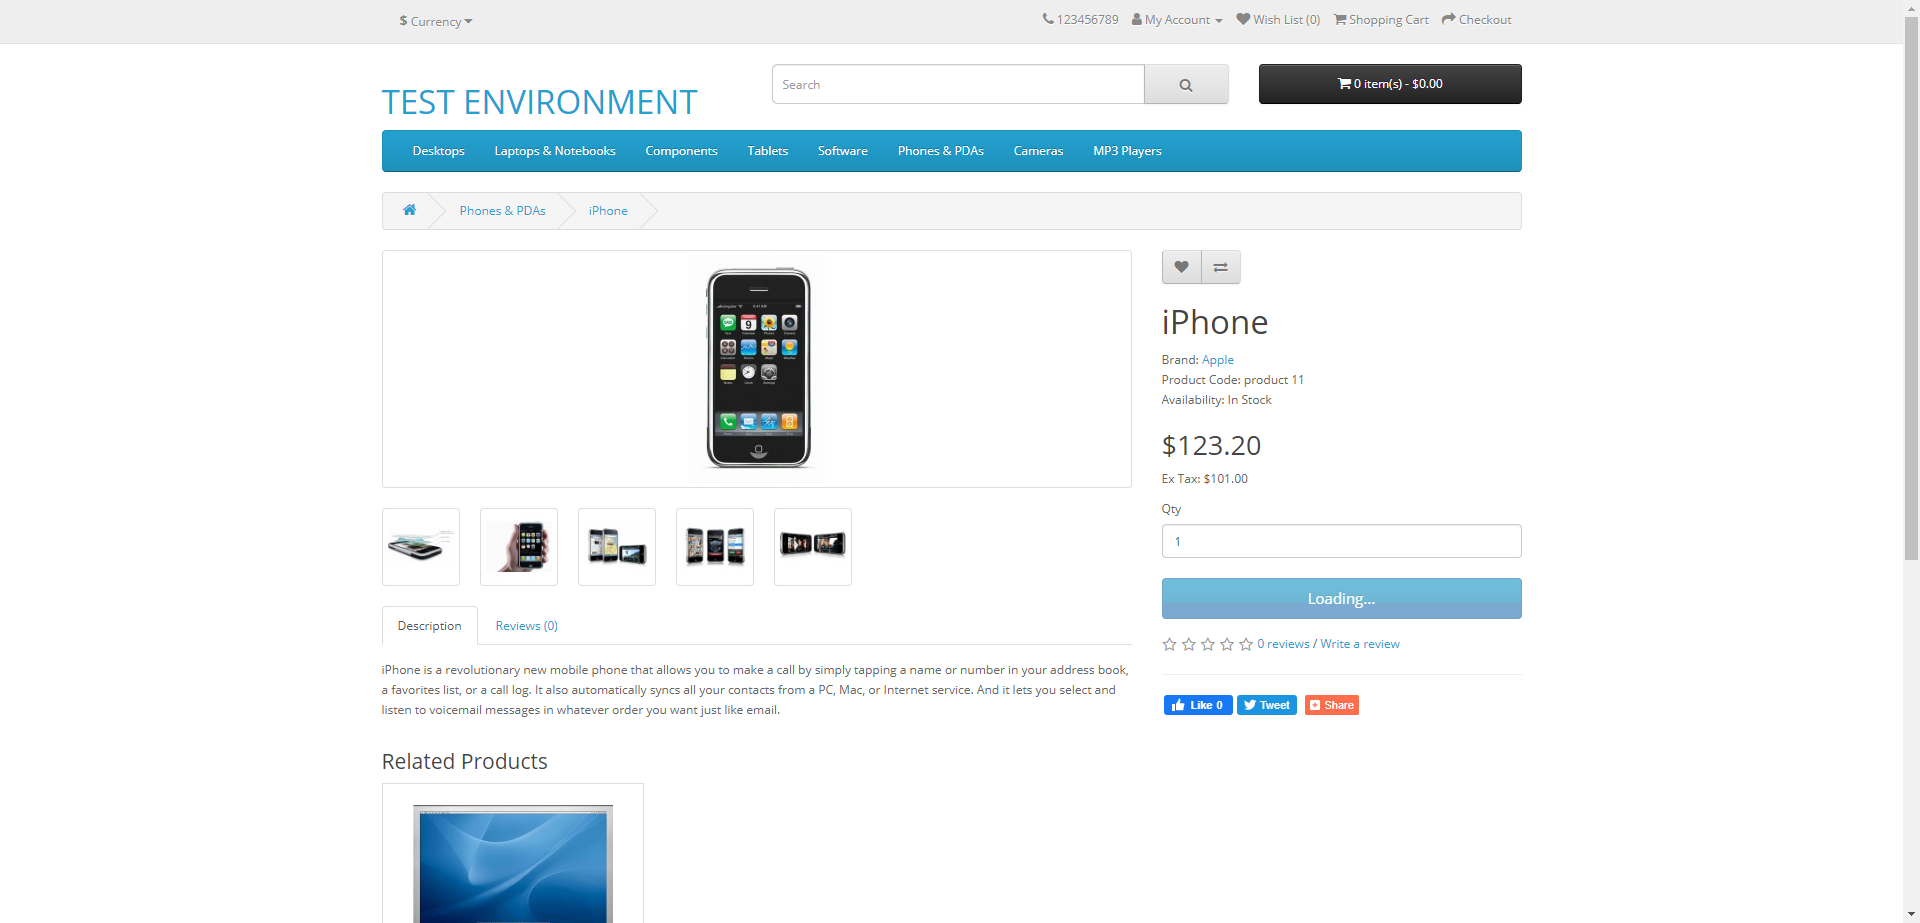 $ Currency
123456789 My Account Wish List (0) Shopping Cart Checkout
TEST ENVIRONMENT
Search
0 item(s) - $0.00
Desktops Laptops & Notebooks Components Tablets Software Phones & PDAs Cameras MP3 Players
Phones & PDAs iPhone
iPhone
Brand: Apple
Product Code: product 11
Availability: In Stock
$123.20
Ex Tax: $101.00
Qty
1
Loading...
0 reviews / Write a review
Like 0 Tweet Share
Description Reviews (0)
iPhone is a revolutionary new mobile phone that allows you to make a call by simply tapping a name or number in your address book,
a favorites list, or a call log. It also automatically syncs all your contacts from a PC, Mac, or Internet service. And it lets you select and
listen to voicemail messages in whatever order you want just like email.
Related Products